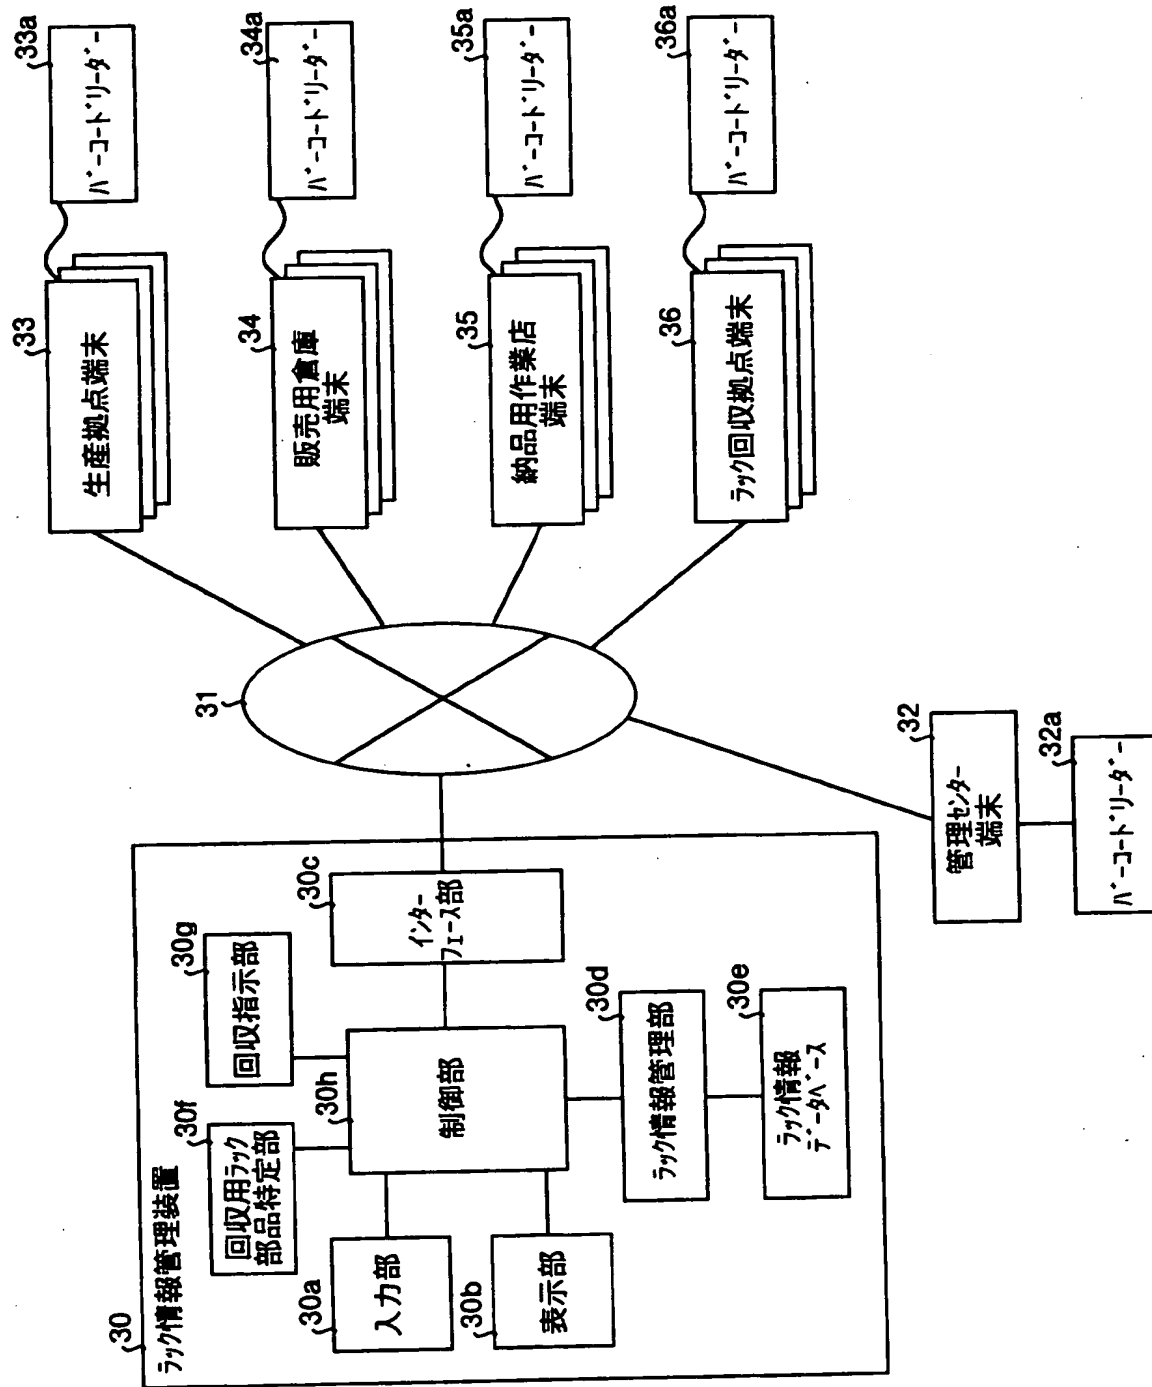 30
ラック情報管理装置
30a
入力部
30b
表示部
30f
回収用ラック
部品特定部
30g
回収指示部
30h
制御部
30c
インター
フェース部
30d
ラック情報管理部
30e
ラック情報
データベース
31
32
管理センター
端末
32a
バーコードリーダー
33
生産拠点端末
33a
バーコードリーダー
34
販売用倉庫
端末
34a
バーコードリーダー
35
納品用作業店
端末
35a
バーコードリーダー
36
ラック回収拠点端末
36a
バーコードリーダー